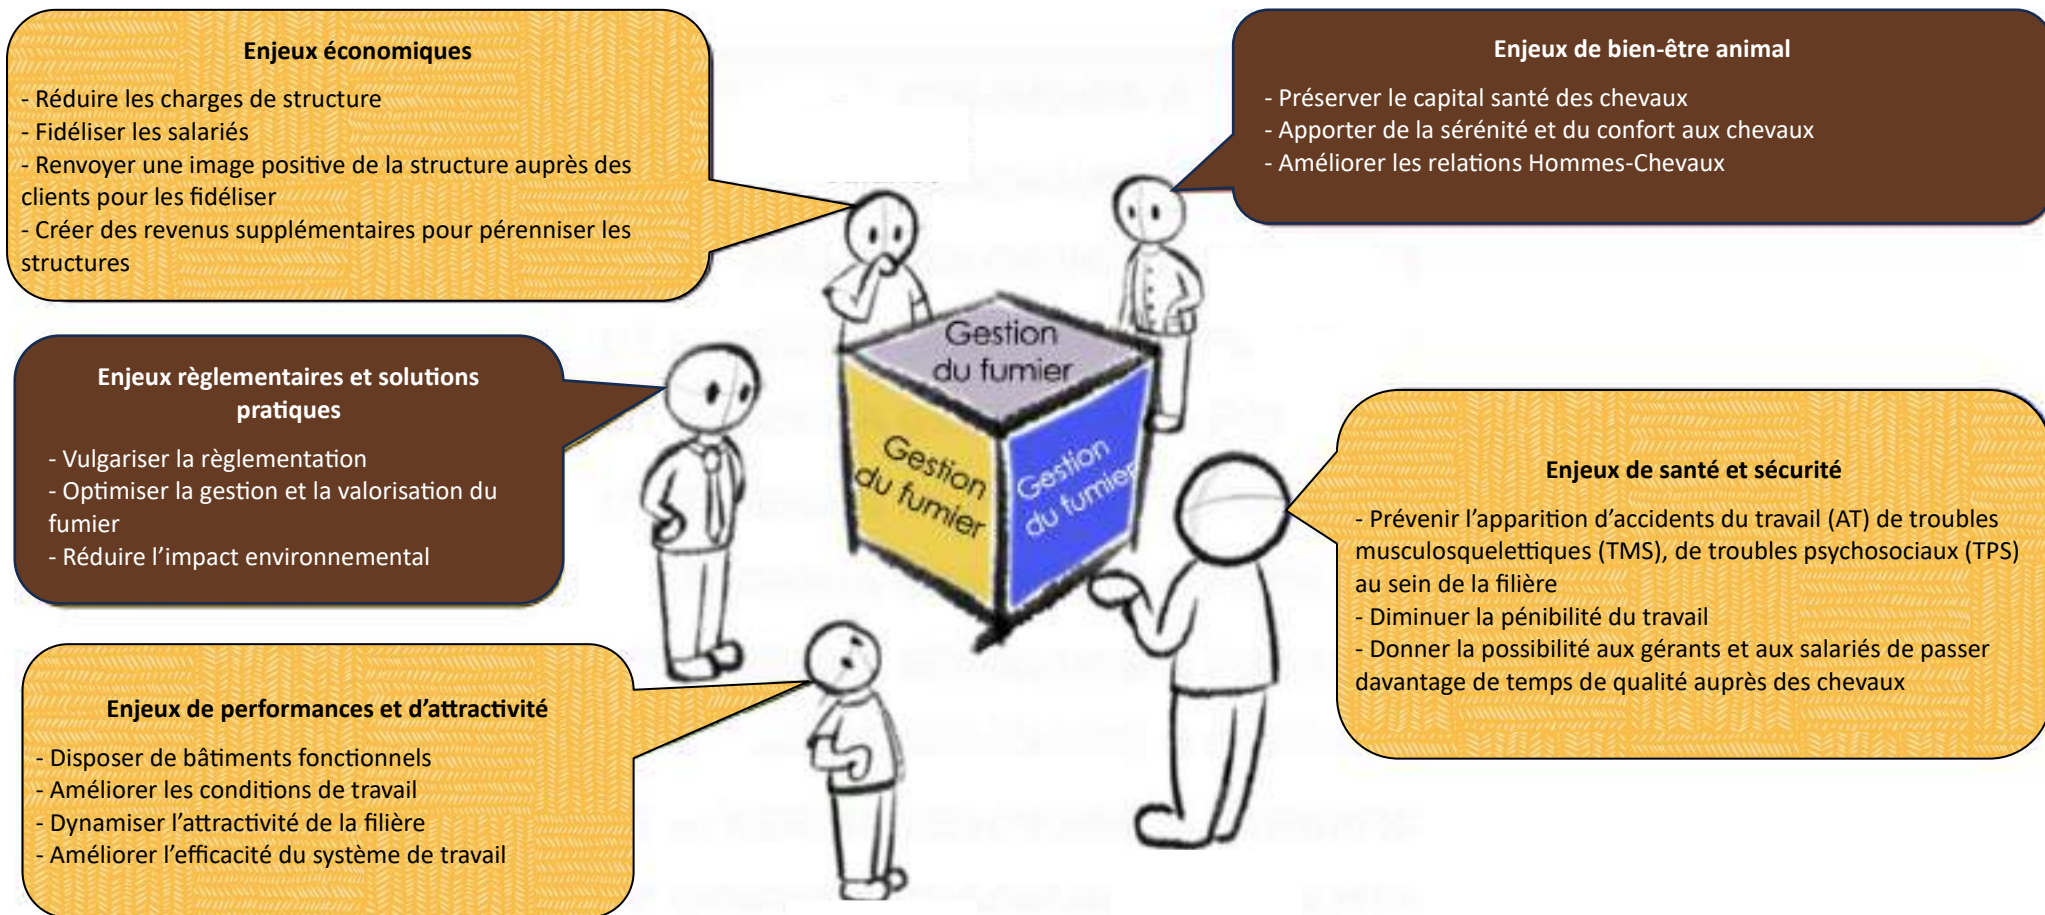 Enjeux économiques
- Réduire les charges de structure
- Fidéliser les salariés
- Renvoyer une image positive de la structure auprès des
clients pour les fidéliser
- Créer des revenus supplémentaires pour pérenniser les
structures
Enjeux de bien-être animal
- Préserver le capital santé des chevaux
- Apporter de la sérénité et du confort aux chevaux
- Améliorer les relations Hommes-Chevaux
Enjeux règlementaires et solutions
pratiques
- Vulgariser la règlementation
- Optimiser la gestion et la valorisation du
fumier
- Réduire l’impact environnemental
Gestion
du fumier
Gestion
du fumier
Gestion
du fumier
Enjeux de santé et sécurité
- Prévenir l’apparition d’accidents du travail (AT) de troubles
musculosquelettiques (TMS), de troubles psychosociaux (TPS)
au sein de la filière
- Diminuer la pénibilité du travail
- Donner la possibilité aux gérants et aux salariés de passer
davantage de temps de qualité auprès des chevaux
Enjeux de performances et d’attractivité
- Disposer de bâtiments fonctionnels
- Améliorer les conditions de travail
- Dynamiser l’attractivité de la filière
- Améliorer l’efficacité du système de travail